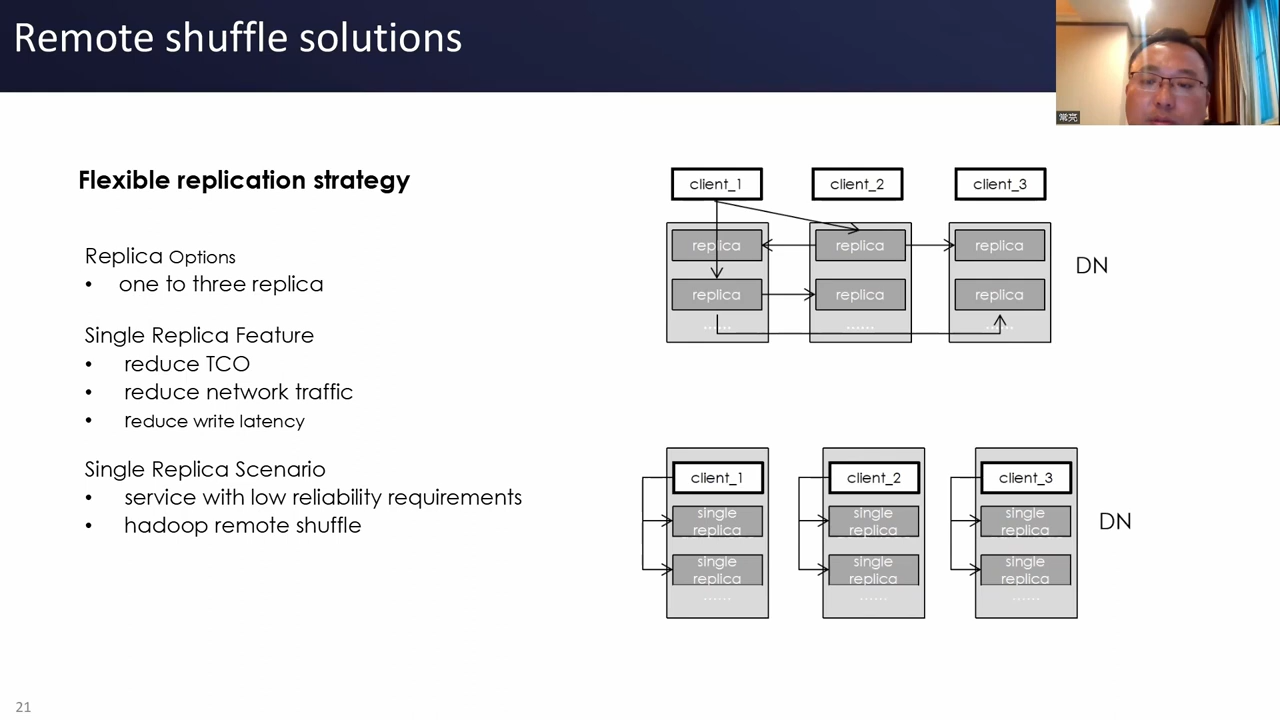 Remote shuffle solutions
常亮
Flexible replication strategy
Replica Options
• one to three replica
Single Replica Feature
• reduce TCO
• reduce network traffic
• reduce write latency
Single Replica Scenario
• service with low reliability requirements
• hadoop remote shuffle
client_1 client_2 client_3
replica replica replica
DN
replica replica replica
...... ...... ......
client_1 client_2 client_3
single single single
replica replica replica
DN
single single single
replica replica replica
...... ...... ......
21